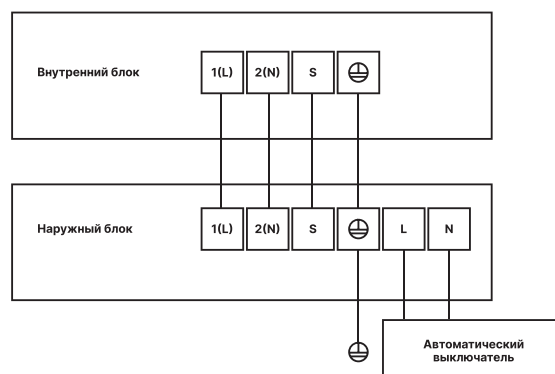 Внутренний блок
1(L) 2(N) S
Наружный блок
1(L) 2(N) S L N
Автоматический
выключатель